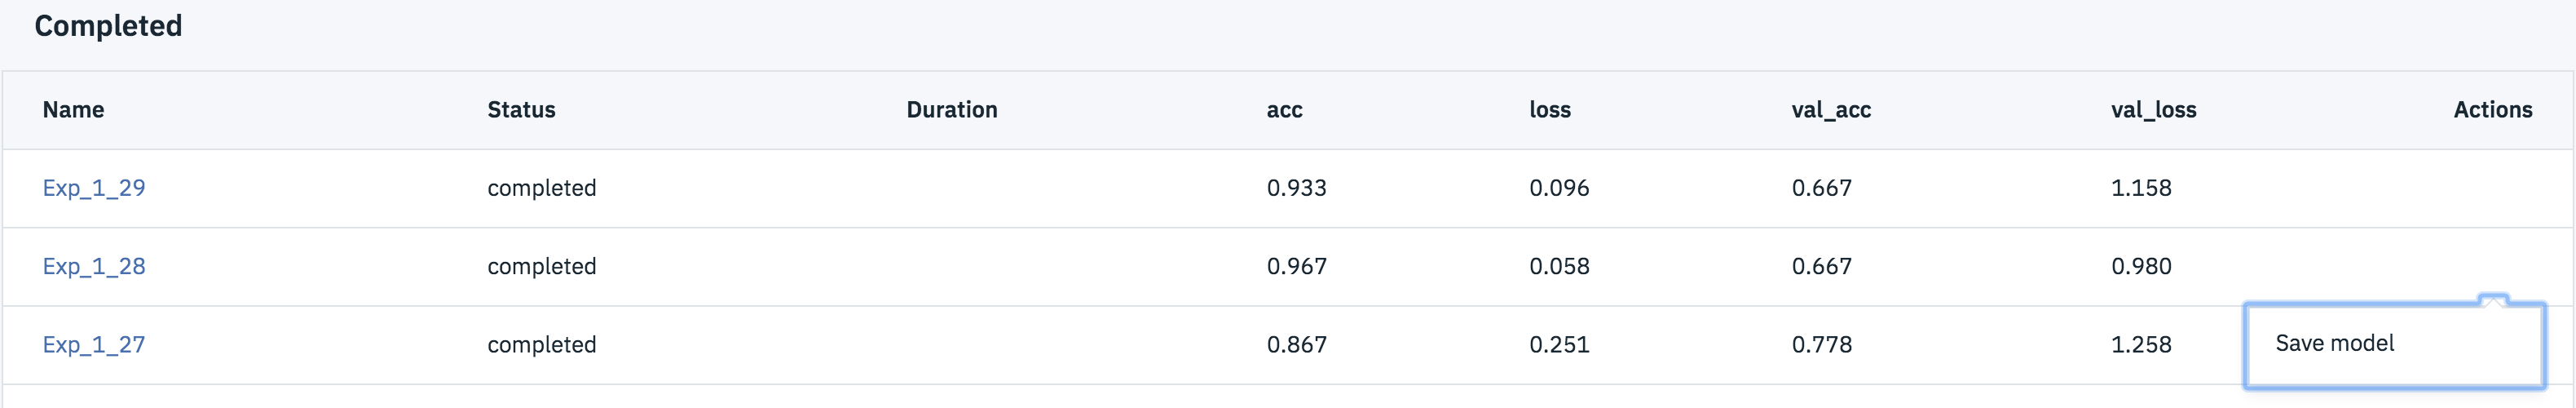 Completed
Name Status Duration acc loss val_acc val_loss Actions
Exp_1_29 completed 0.933 0.096 0.667 1.158
Exp_1_28 completed 0.967 0.058 0.667 0.980
Exp_1_27 completed 0.867 0.251 0.778 1.258 Save model